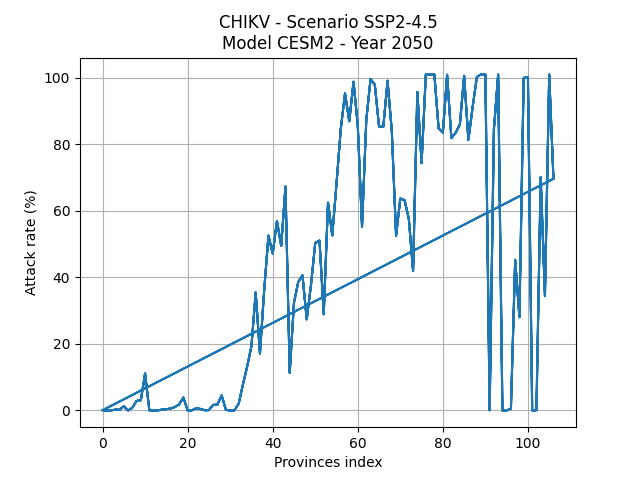 CHIKV - Scenario SSP2-4.5
Model CESM2 - Year 2050
100
80
60
40
20
0
Attack rate (%)
0 20 40 60 80 100
Provinces index